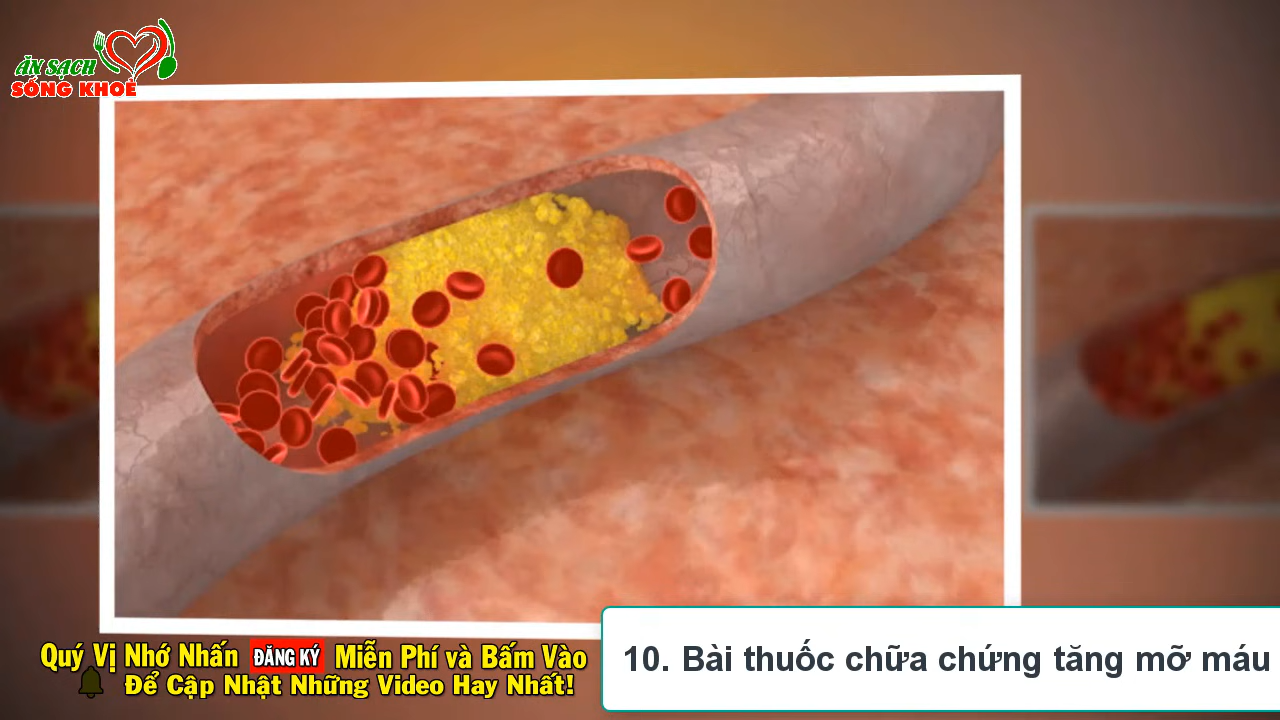 ĂN SẠCH
SỐNG KHOẺ
Quý Vị Nhớ Nhấn ĐĂNG KÝ Miễn Phí và Bấm Vào
Để Cập Nhật Những Video Hay Nhất!
10. Bài thuốc chữa chứng tăng mỡ máu